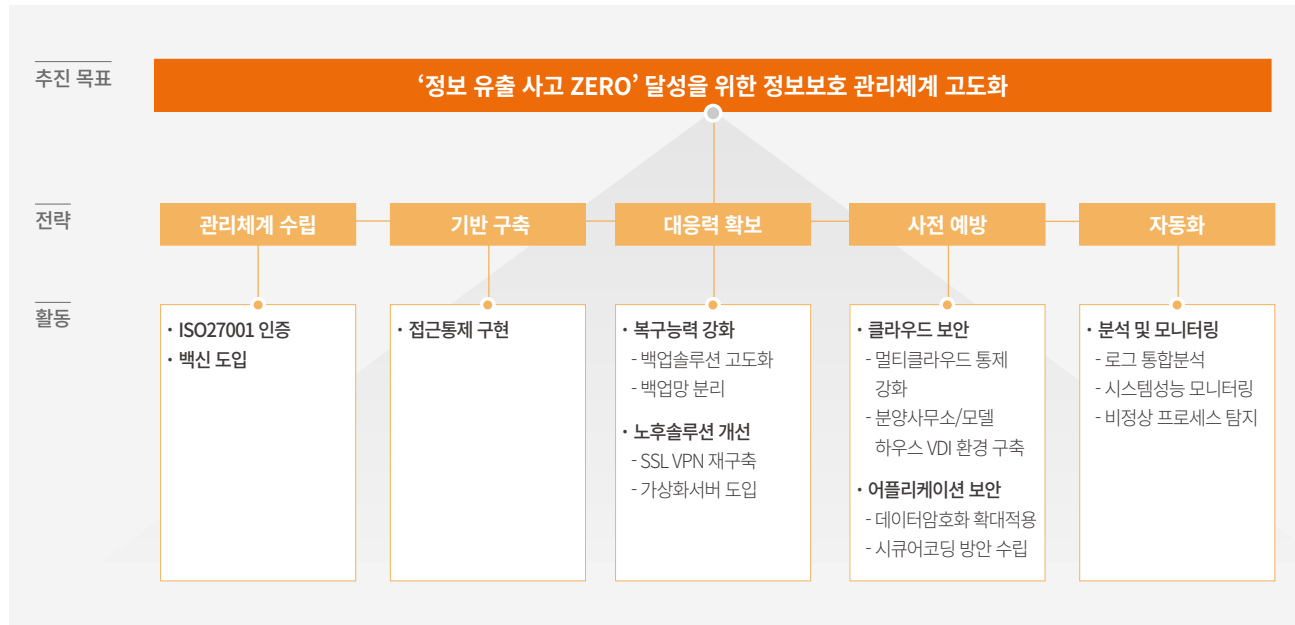 추진 목표
‘정보 유출 사고 ZERO’ 달성을 위한 정보보호 관리체계 고도화
전략
관리체계 수립
기반 구축
대응력 확보
사전 예방
자동화
활동
· ISO27001 인증
· 백신 도입
· 접근통제 구현
· 복구능력 강화
- 백업솔루션 고도화
- 백업망 분리
· 노후솔루션 개선
- SSL VPN 재구축
- 가상화서버 도입
· 클라우드 보안
- 멀티클라우드 통제
강화
- 분양사무소/모델
하우스 VDI 환경 구축
· 어플리케이션 보안
- 데이터암호화 확대적용
- 시큐어코딩 방안 수립
· 분석 및 모니터링
- 로그 통합분석
- 시스템성능 모니터링
- 비정상 프로세스 탐지